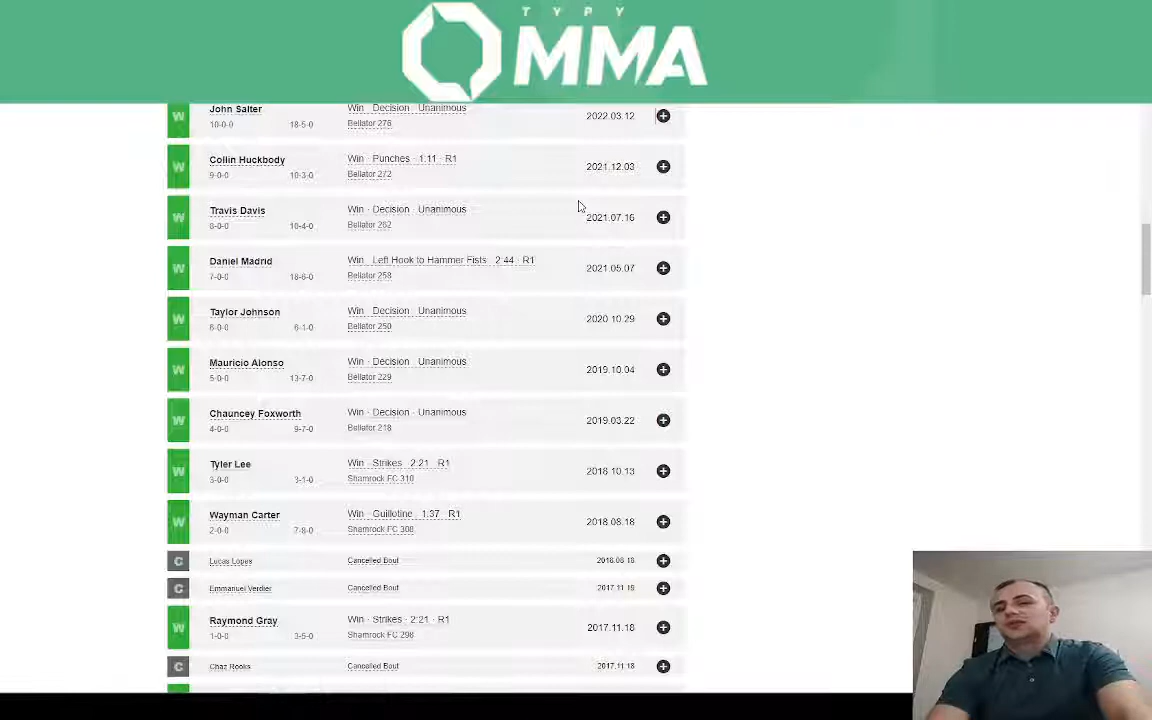 TYPY
MMA
John Salter
Win · Decision · Unanimous
10-0-0 18-5-0
Bellator 276
2022.03.12
W
Collin Huckbody
Win · Punches · 1:11 · R1
9-0-0 10-3-0
Bellator 272
2021.12.03
W
Travis Davis
Win · Decision · Unanimous
8-0-0 10-4-0
Bellator 262
2021.07.16
W
Daniel Madrid
Win · Left Hook to Hammer Fists · 2:44 · R1
7-0-0 18-6-0
Bellator 258
2021.05.07
W
Taylor Johnson
Win · Decision · Unanimous
6-0-0 6-1-0
Bellator 250
2020.10.29
W
Mauricio Alonso
Win · Decision · Unanimous
5-0-0 13-7-0
Bellator 229
2019.10.04
W
Chauncey Foxworth
Win · Decision · Unanimous
4-0-0 9-7-0
Bellator 218
2019.03.22
W
Tyler Lee
Win · Strikes · 2:21 · R1
3-0-0 3-1-0
Shamrock FC 310
2018.10.13
W
Wayman Carter
Win · Guillotine · 1:37 · R1
2-0-0 7-8-0
Shamrock FC 308
2018.08.18
W
C Lucas Lopes Cancelled Bout 2018.06.16
C Emmanuel Verdier Cancelled Bout 2017.11.18
Raymond Gray
Win · Strikes · 2:21 · R1
1-0-0 3-5-0
Shamrock FC 298
2017.11.18
W
C Chaz Rooks Cancelled Bout 2017.11.18